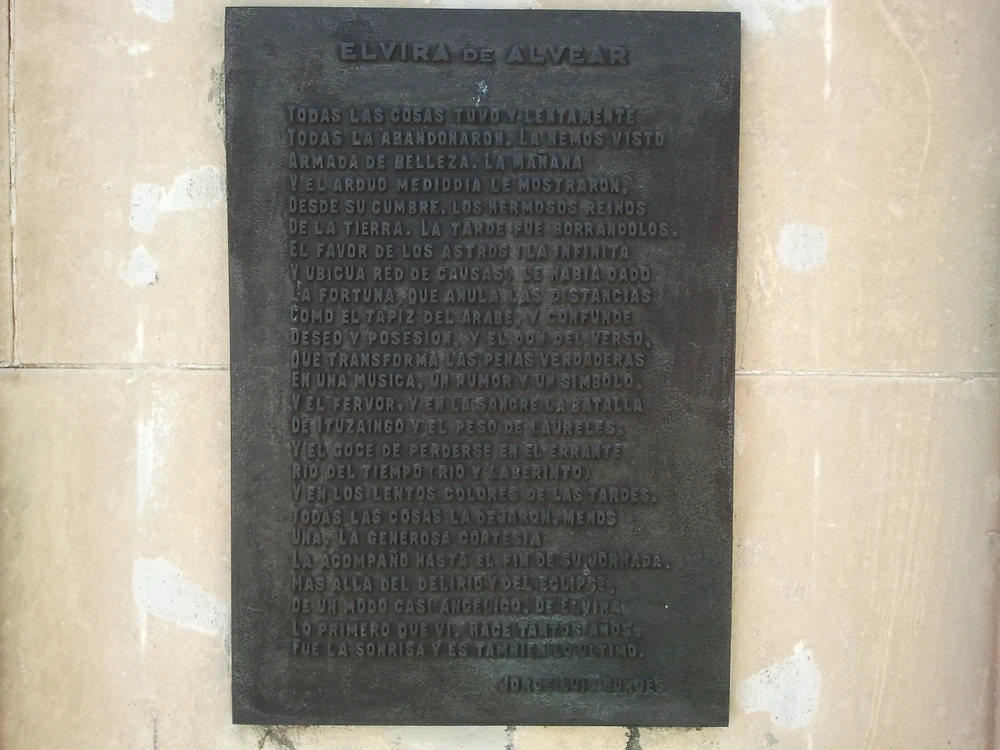 ELVIRA DE ALVEAR
TODAS LAS COSAS TUVO Y LENTAMENTE
TODAS LA ABANDONARON. LA HEMOS VISTO
ARMADA DE BELLEZA. LA MAÑANA
Y EL ARDUO MEDIODIA LE MOSTRARON,
DESDE SU CUMBRE, LOS HERMOSOS REINOS
DE LA TIERRA. LA TARDE FUE BORRANDOLOS.
EL FAVOR DE LOS ASTROS (LA INFINITA
Y UBICUA RED DE CAUSAS) LE HABIA DADO
LA FORTUNA, QUE ANULA LAS DISTANCIAS
COMO EL TAPIZ DEL ARABE, Y CONFUNDE
DESEO Y POSESION, Y EL DON DEL VERSO,
QUE TRANSFORMA LAS PENAS VERDADERAS
EN UNA MUSICA, UN RUMOR Y UN SIMBOLO,
Y EL FERVOR, Y EN LA SANGRE LA BATALLA
DE ITUZAINGO Y EL PESO DE LAURELES,
Y EL GOCE DE PERDERSE EN EL ERRANTE
RIO DEL TIEMPO (RIO Y LABERINTO)
Y EN LOS LENTOS COLORES DE LAS TARDES.
TODAS LAS COSAS LA DEJARON, MENOS
UNA. LA GENEROSA CORTESIA
LA ACOMPAÑO HASTA EL FIN DE SU JORNADA,
MAS ALLA DEL DELIRIO Y DEL ECLIPSE,
DE UN MODO CASI ANGELICO. DE ELVIRA
LO PRIMERO QUE VI, HACE TANTOS AÑOS,
FUE LA SONRISA Y ES TAMBIEN LO ULTIMO.
JORGE LUIS BORGES